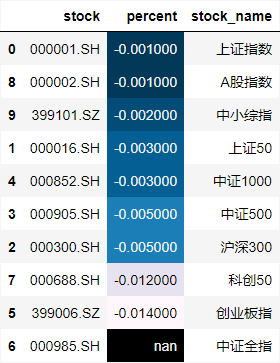 stock percent stock_name
0 000001.SH -0.001000 上证指数
8 000002.SH -0.001000 A股指数
9 399101.SZ -0.002000 中小综指
1 000016.SH -0.003000 上证50
4 000852.SH -0.003000 中证1000
3 000905.SH -0.005000 中证500
2 000300.SH -0.005000 沪深300
7 000688.SH -0.012000 科创50
5 399006.SZ -0.014000 创业板指
6 000985.SH nan 中证全指